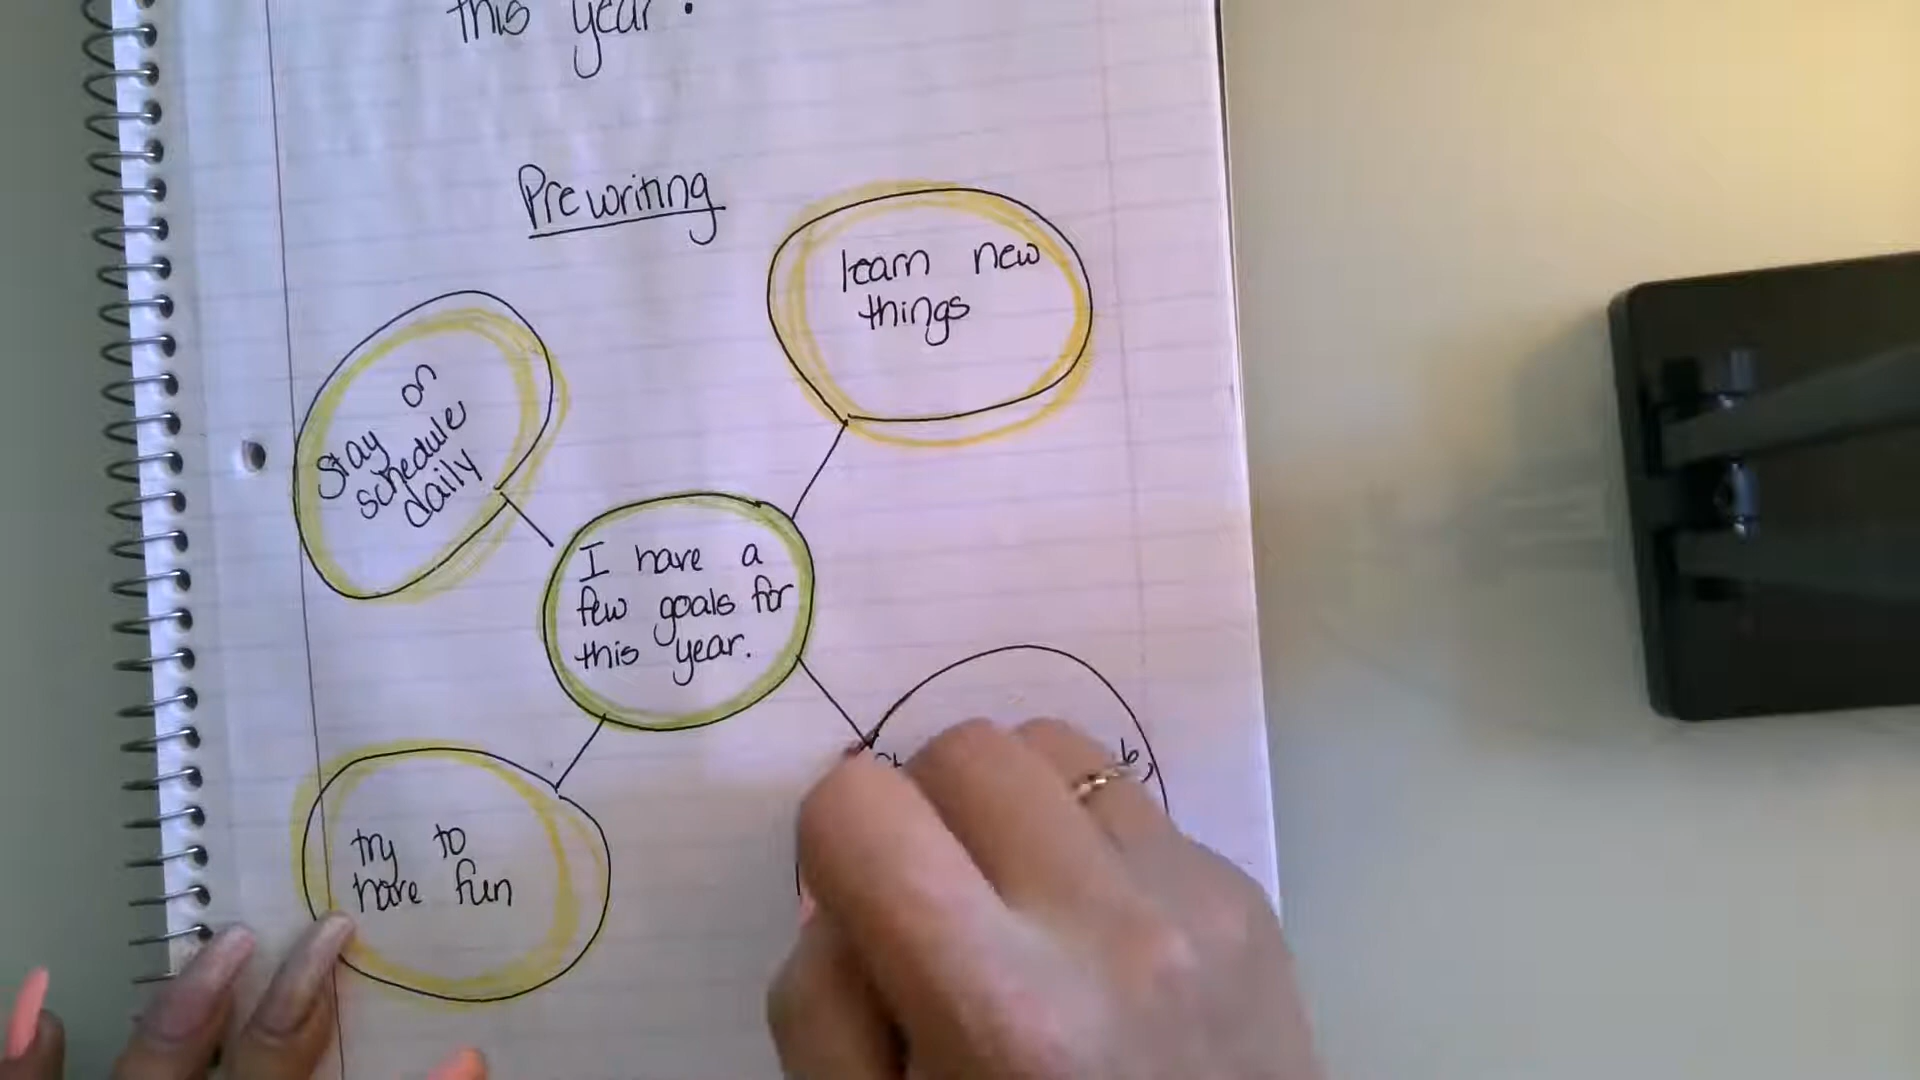 this year.
Prewriting
learn new
things
Stay on
schedule
daily
I have a
few goals for
this year.
try to
have fun